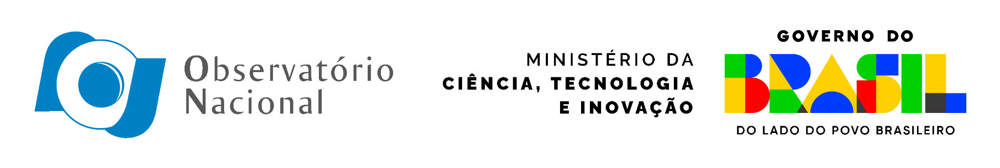 Observatório
Nacional
MINISTÉRIO DA
CIÊNCIA, TECNOLOGIA
E INOVAÇÃO
GOVERNO DO
BRASIL
DO LADO DO POVO BRASILEIRO